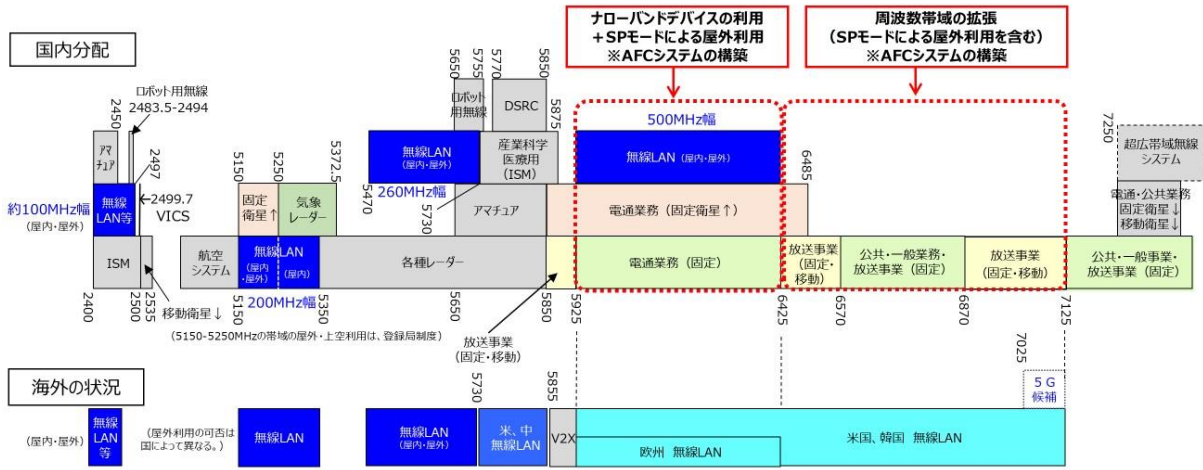 ナローバンドデバイスの利用
＋SPモードによる屋外利用
※AFCシステムの構築
周波数帯域の拡張
（SPモードによる屋外利用を含む）
※AFCシステムの構築
国内分配
ロボット用無線
2483.5-2494
2450
2497
アマ
チュア
無線
LAN等
約100MHz幅
（屋内・屋外）
2499.7
VICS
ISM
2400
2500
2535
移動衛星↓
5150
5250
5372.5
固定
衛星↑
気象
レーダー
航空
システム
無線LAN
（屋内
・屋外）
（屋内）
5150
5350
200MHz幅
（5150-5250MHzの帯域の屋外・上空利用は、登録局制度）
5650
5755
5770
5850
5875
ロボット
用無線
DSRC
無線LAN
（屋内・屋外）
産業科学
医療用
（ISM）
5470
260MHz幅
5730
アマチュア
各種レーダー
5650
5850
5925
放送事業
（固定・移動）
500MHz幅
無線LAN（屋内・屋外）
6485
電通業務（固定衛星↑）
電通業務（固定）
6425
放送事業
（固定・
移動）
6570
公共・一般業務・
放送事業（固定）
6870
放送事業
（固定・移動）
7125
7250
超広帯域無線
システム
電通・公共業務
固定衛星↓
移動衛星↓
公共・一般事業・
放送事業（固定）
海外の状況
（屋内・屋外）
無線
LAN
等
（屋外利用の可否は
国によって異なる。）
無線LAN
無線LAN
（屋内・屋外）
5730
米、中
無線LAN
5855
V2X
欧州 無線LAN
米国、韓国 無線LAN
7025
5G
候補